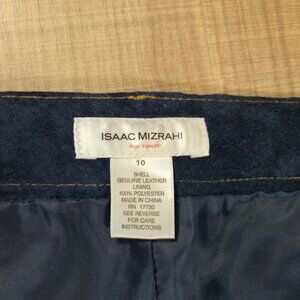 ISAAC MIZRAHI
FOR TARGET
10
SHELL
GENUINE LEATHER
LINING
100% POLYESTER
MADE IN CHINA
RN 17730
SEE REVERSE
FOR CARE
INSTRUCTIONS